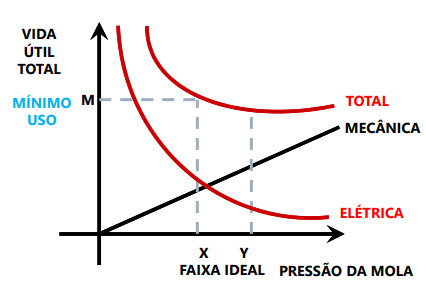 VIDA
ÚTIL
TOTAL
MÍNIMO
USO
M
TOTAL
MECÂNICA
ELÉTRICA
X Y
FAIXA IDEAL
PRESSÃO DA MOLA